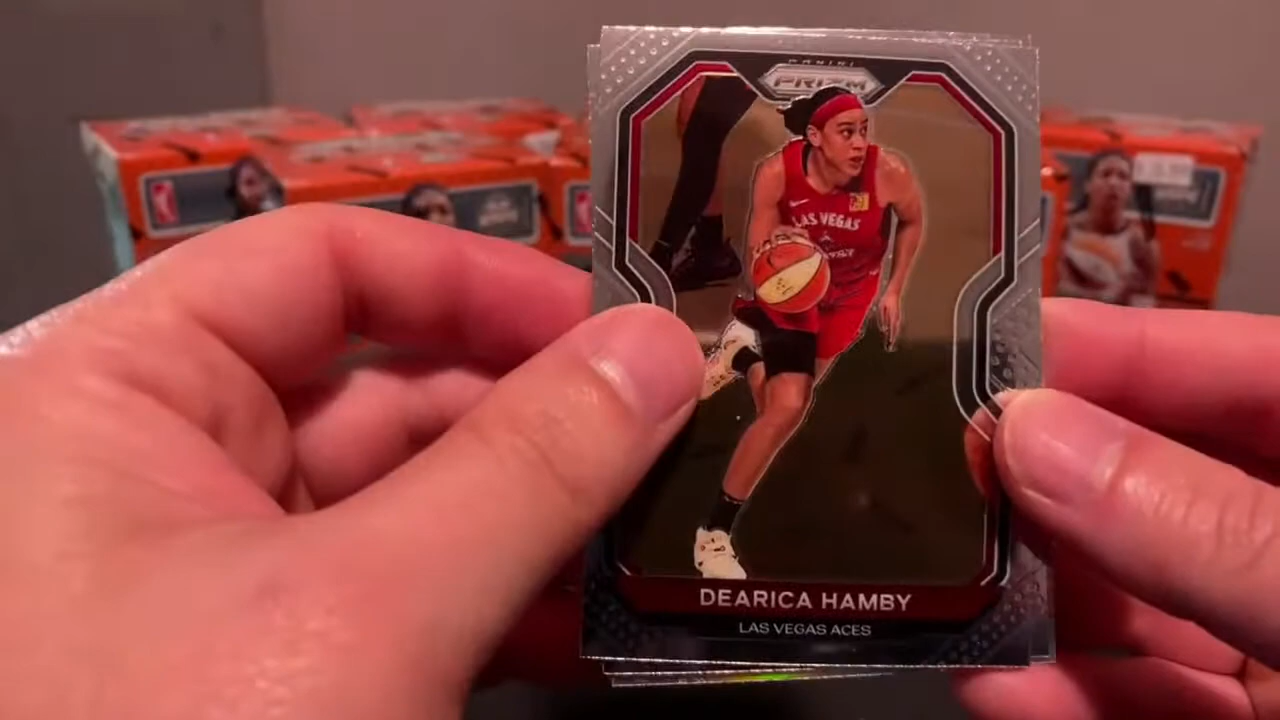 PANINI
PRIZM
LAS VEGAS
DEARICA HAMBY
LAS VEGAS ACES